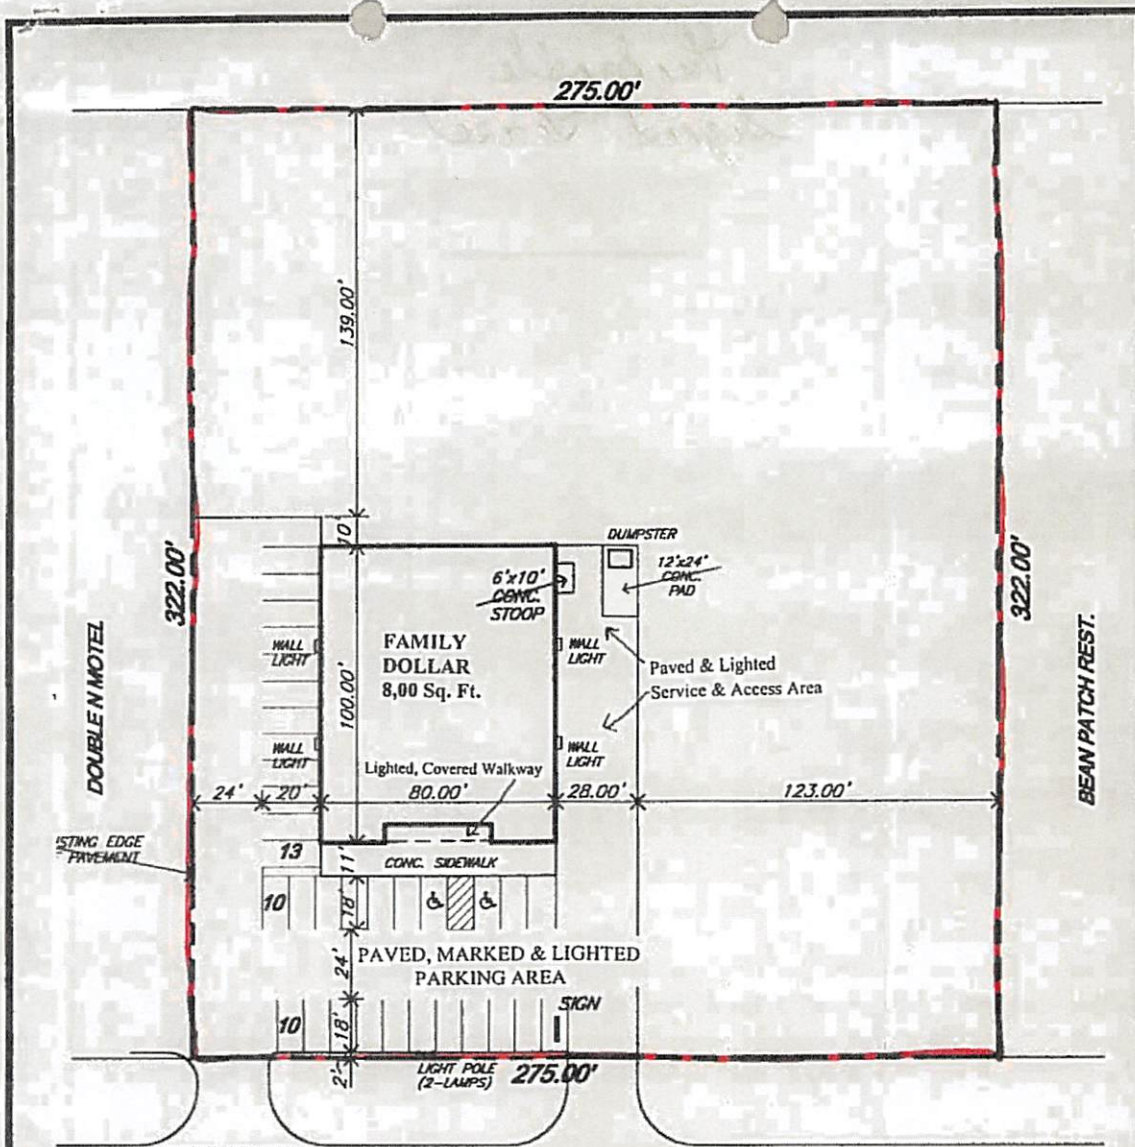 275.00'
139.00'
10'
DUMPSTER
12'x24'
CONC.
PAD
6'x10'
CONC.
STOOP
322.00'
322.00'
DOUBLE N MOTEL
BEAN PATCH REST.
WALL
LIGHT
FAMILY
DOLLAR
8,00 Sq. Ft.
WALL
LIGHT
Paved & Lighted
Service & Access Area
100.00'
WALL
LIGHT
WALL
LIGHT
Lighted, Covered Walkway
24'
20'
80.00'
28.00'
123.00'
ISTING EDGE
PAVEMENT
13
11'
CONC. SIDEWALK
10
18'
24'
PAVED, MARKED & LIGHTED
PARKING AREA
10
18'
SIGN
2'
LIGHT POLE
(2-LAMPS)
275.00'